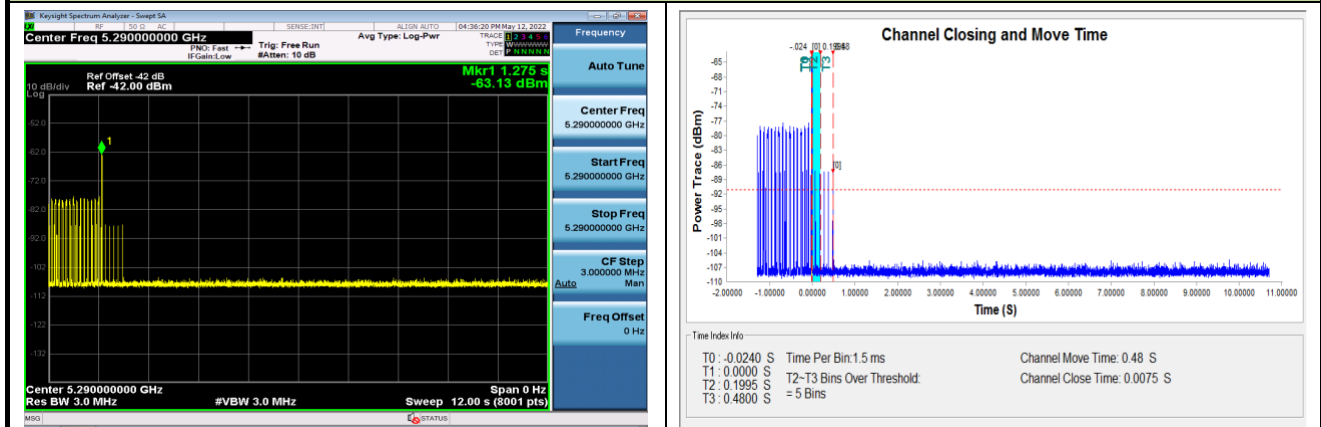 Keysight Spectrum Analyzer - Swept SA
RF 50 Ω AC SENSE:INT ALIGN AUTO 04:36:20 PM May 12, 2022
Center Freq 5.290000000 GHz
PNO: Fast
IFGain:Low
Trig: Free Run
#Atten: 10 dB
Avg Type: Log-Pwr
TRACE 1 2 3 4 5 6
TYPE WWWWWW
DET P N N N N N
Ref Offset -42 dB
10 dB/div Ref -42.00 dBm
Log
Mkr1 1.275 s
-63.13 dBm
1
-52.0
-62.0
-72.0
-82.0
-92.0
-102
-112
-122
-132
Center 5.290000000 GHz Span 0 Hz
Res BW 3.0 MHz #VBW 3.0 MHz Sweep 12.00 s (8001 pts)
MSG STATUS
Frequency
Auto Tune
Center Freq
5.290000000 GHz
Start Freq
5.290000000 GHz
Stop Freq
5.290000000 GHz
CF Step
3.000000 MHz
Auto Man
Freq Offset
0 Hz
Channel Closing and Move Time
-.024 [0]
T3
[0]
Power Trace (dBm)
-65
-68
-71
-74
-77
-80
-83
-86
-89
-92
-95
-98
-101
-104
-107
-110
-2.00000 -1.00000 0.00000 1.00000 2.00000 3.00000 4.00000 5.00000 6.00000 7.00000 8.00000 9.00000 10.00000 11.00000
Time (S)
Time Index Info
T0 : -0.0240 S Time Per Bin:1.5 ms Channel Move Time: 0.48 S
T1 : 0.0000 S
T2 : 0.1995 S T2~T3 Bins Over Threshold: Channel Close Time: 0.0075 S
T3 : 0.4800 S = 5 Bins